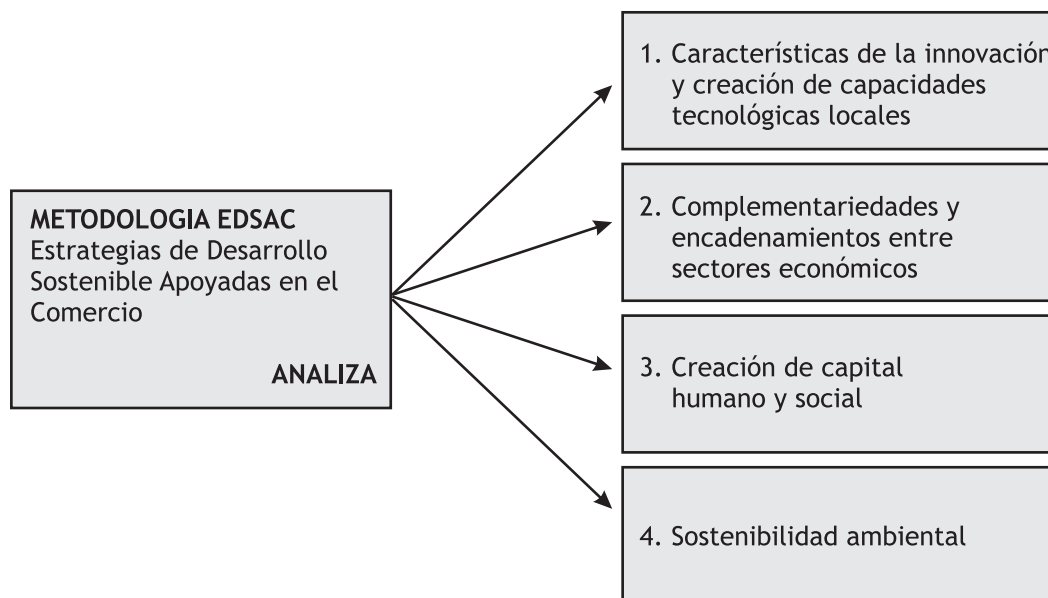 METODOLOGIA EDSAC
Estrategias de Desarrollo
Sostenible Apoyadas en el
Comercio
ANALIZA
1. Características de la innovación
y creación de capacidades
tecnológicas locales
2. Complementariedades y
encadenamientos entre
sectores económicos
3. Creación de capital
humano y social
4. Sostenibilidad ambiental